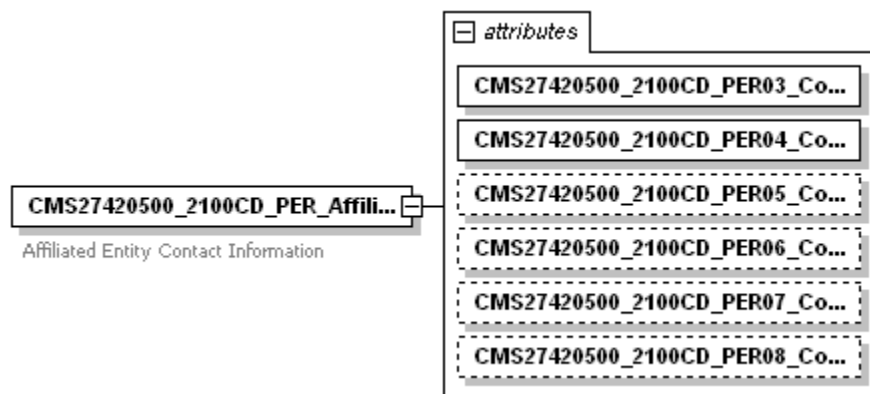 attributes
CMS27420500_2100CD_PER03_Co...
CMS27420500_2100CD_PER04_Co...
CMS27420500_2100CD_PER_Affili...
CMS27420500_2100CD_PER05_Co...
Affiliated Entity Contact Information
CMS27420500_2100CD_PER06_Co...
CMS27420500_2100CD_PER07_Co...
CMS27420500_2100CD_PER08_Co...